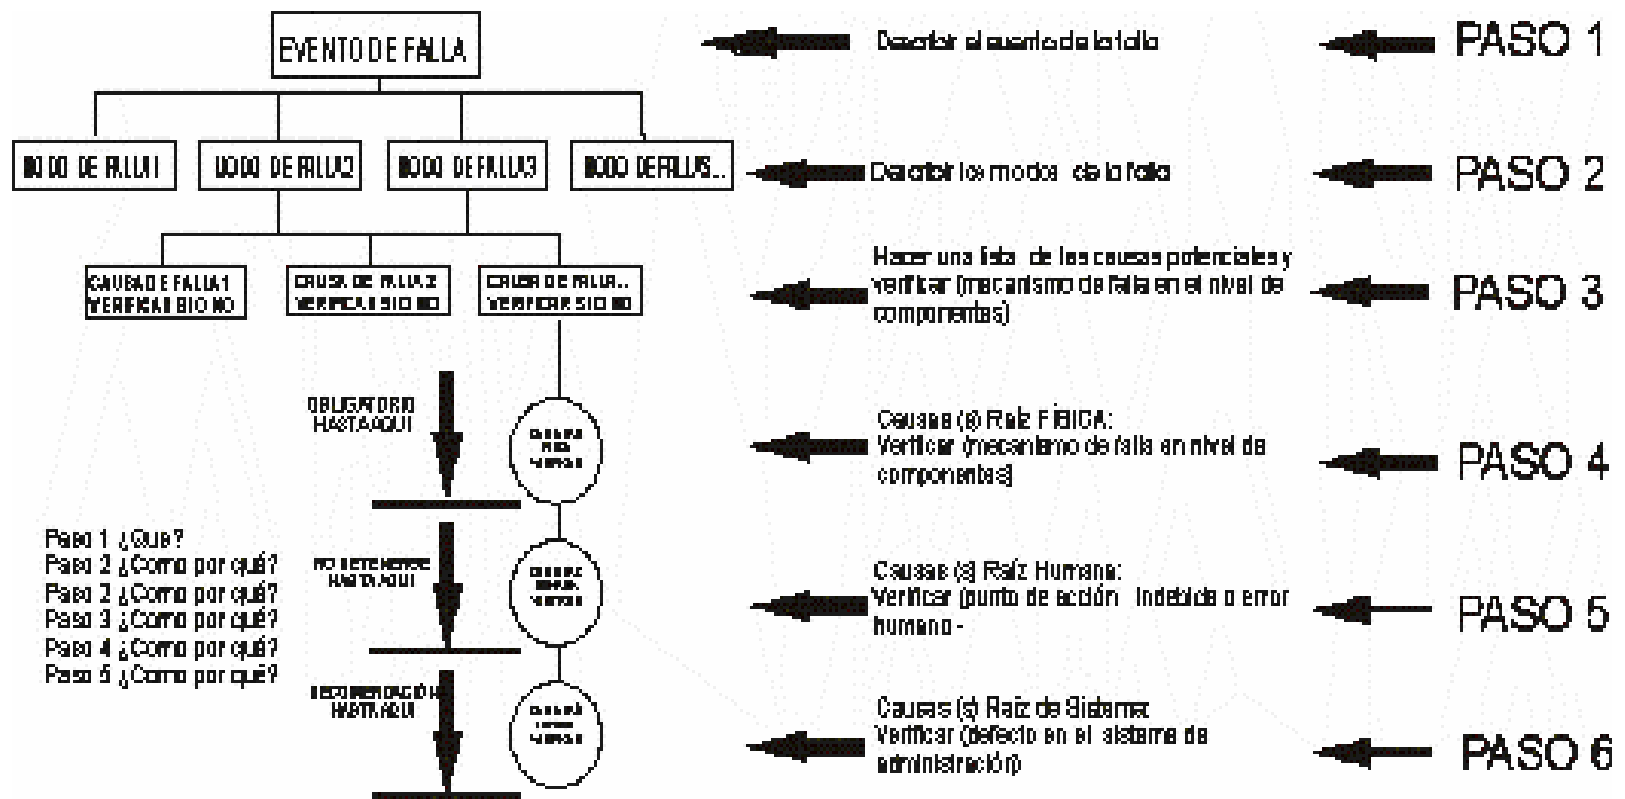 EVENTO DE FALLA
Describir el evento de la falla
PASO 1
MODO DE FALLA 1
MODO DE FALLA 2
MODO DE FALLA 3
MODO DE FALLAS...
Describir los modos de la falla
PASO 2
CAUSA DE FALLA 1
VERIFICAR SI O NO
CAUSA DE FALLA 2
VERIFICAR SI O NO
CAUSA DE FALLA...
VERIFICAR SI O NO
Hacer una lista de las causas potenciales y
verificar (mecanismo de falla en el nivel de
componentes)
PASO 3
OBLIGATORIO
HASTA AQUI
Causas (s) Raíz FÍSICA:
Verificar (mecanismo de falla en nivel de
componentes)
PASO 4
Paso 1 ¿Que?
Paso 2 ¿Como por qué?
Paso 2 ¿Como por qué?
Paso 3 ¿Como por qué?
Paso 4 ¿Como por qué?
Paso 5 ¿Como por qué?
NO DETENERSE
HASTA AQUI
Causas (s) Raíz Humana:
Verificar (punto de acción indebida o error
humano -
PASO 5
RECOMENDACIÓN
HASTA AQUI
Causas (s) Raíz de Sistema:
Verificar (defecto en el sistema de
administración)
PASO 6